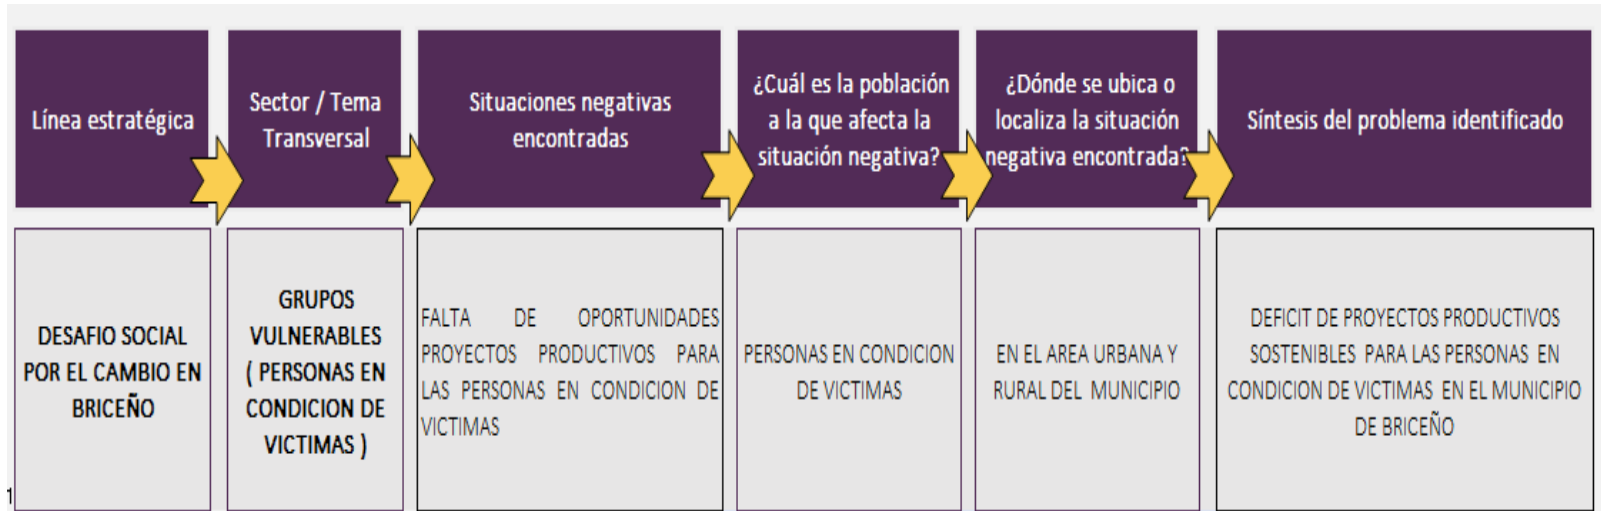 Línea estratégica
Sector / Tema
Transversal
Situaciones negativas
encontradas
¿Cuál es la población
a la que afecta la
situación negativa?
¿Dónde se ubica o
localiza la situación
negativa encontrada?
Síntesis del problema identificado
DESAFIO SOCIAL
POR EL CAMBIO EN
BRICEÑO
GRUPOS
VULNERABLES
( PERSONAS EN
CONDICION DE
VICTIMAS )
FALTA DE OPORTUNIDADES
PROYECTOS PRODUCTIVOS PARA
LAS PERSONAS EN CONDICION DE
VICTIMAS
PERSONAS EN CONDICION
DE VICTIMAS
EN EL AREA URBANA Y
RURAL DEL MUNICIPIO
DEFICIT DE PROYECTOS PRODUCTIVOS
SOSTENIBLES PARA LAS PERSONAS EN
CONDICION DE VICTIMAS EN EL MUNICIPIO
DE BRICEÑO
1